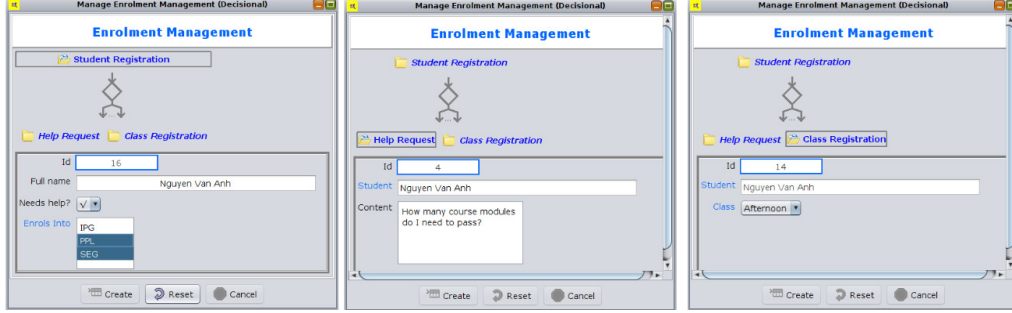 Manage Enrolment Management (Decisional)
Enrolment Management
Student Registration
Help Request Class Registration
Id 16
Full name Nguyen Van Anh
Needs help? √
Enrols Into IPG
PPL
SEG
Create Reset Cancel
Manage Enrolment Management (Decisional)
Enrolment Management
Student Registration
Help Request Class Registration
Id 4
Student Nguyen Van Anh
Content How many course modules
do I need to pass?
Create Reset Cancel
Manage Enrolment Management (Decisional)
Enrolment Management
Student Registration
Help Request Class Registration
Id 14
Student Nguyen Van Anh
Class Afternoon
Create Reset Cancel